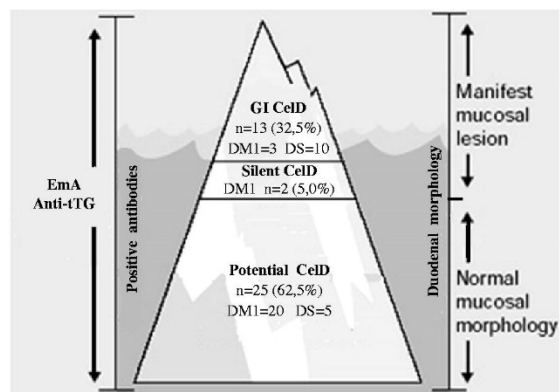 GI CelD
n=13 (32,5%)
DM1=3 DS=10
Silent CelD
DM1 n=2 (5,0%)
Potential CelD
n=25 (62,5%)
DM1=20 DS=5
EmA
Anti-tTG
Positive antibodies
Duodenal morphology
Manifest
mucosal
lesion
Normal
mucosal
morphology